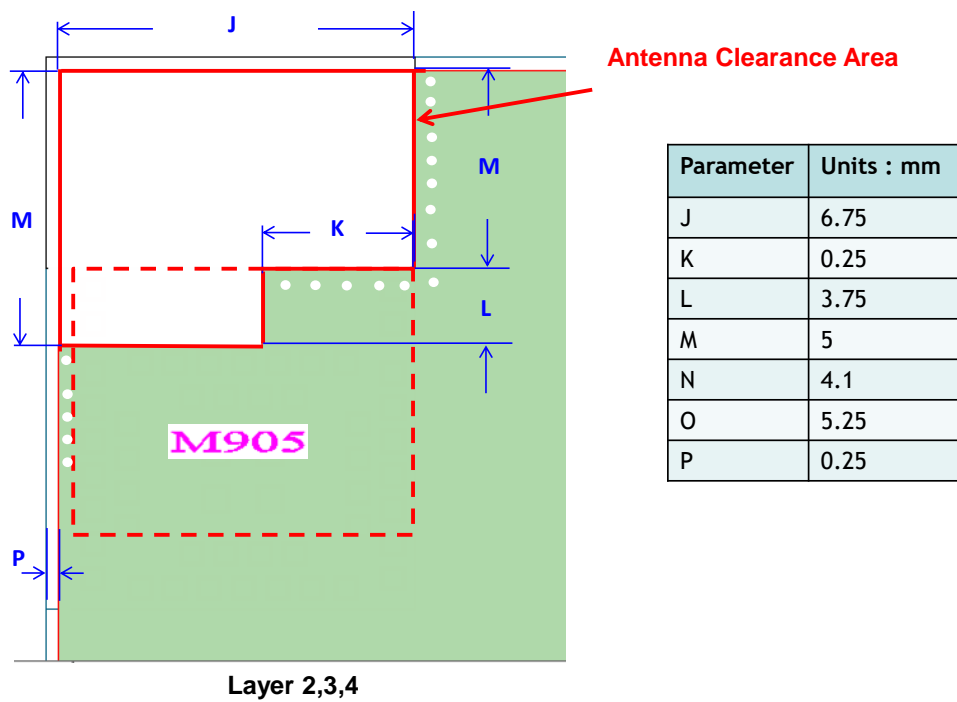 J
Antenna Clearance Area
M
M
K
L
M905
P
Layer 2,3,4
Parameter Units : mm
J 6.75
K 0.25
L 3.75
M 5
N 4.1
O 5.25
P 0.25